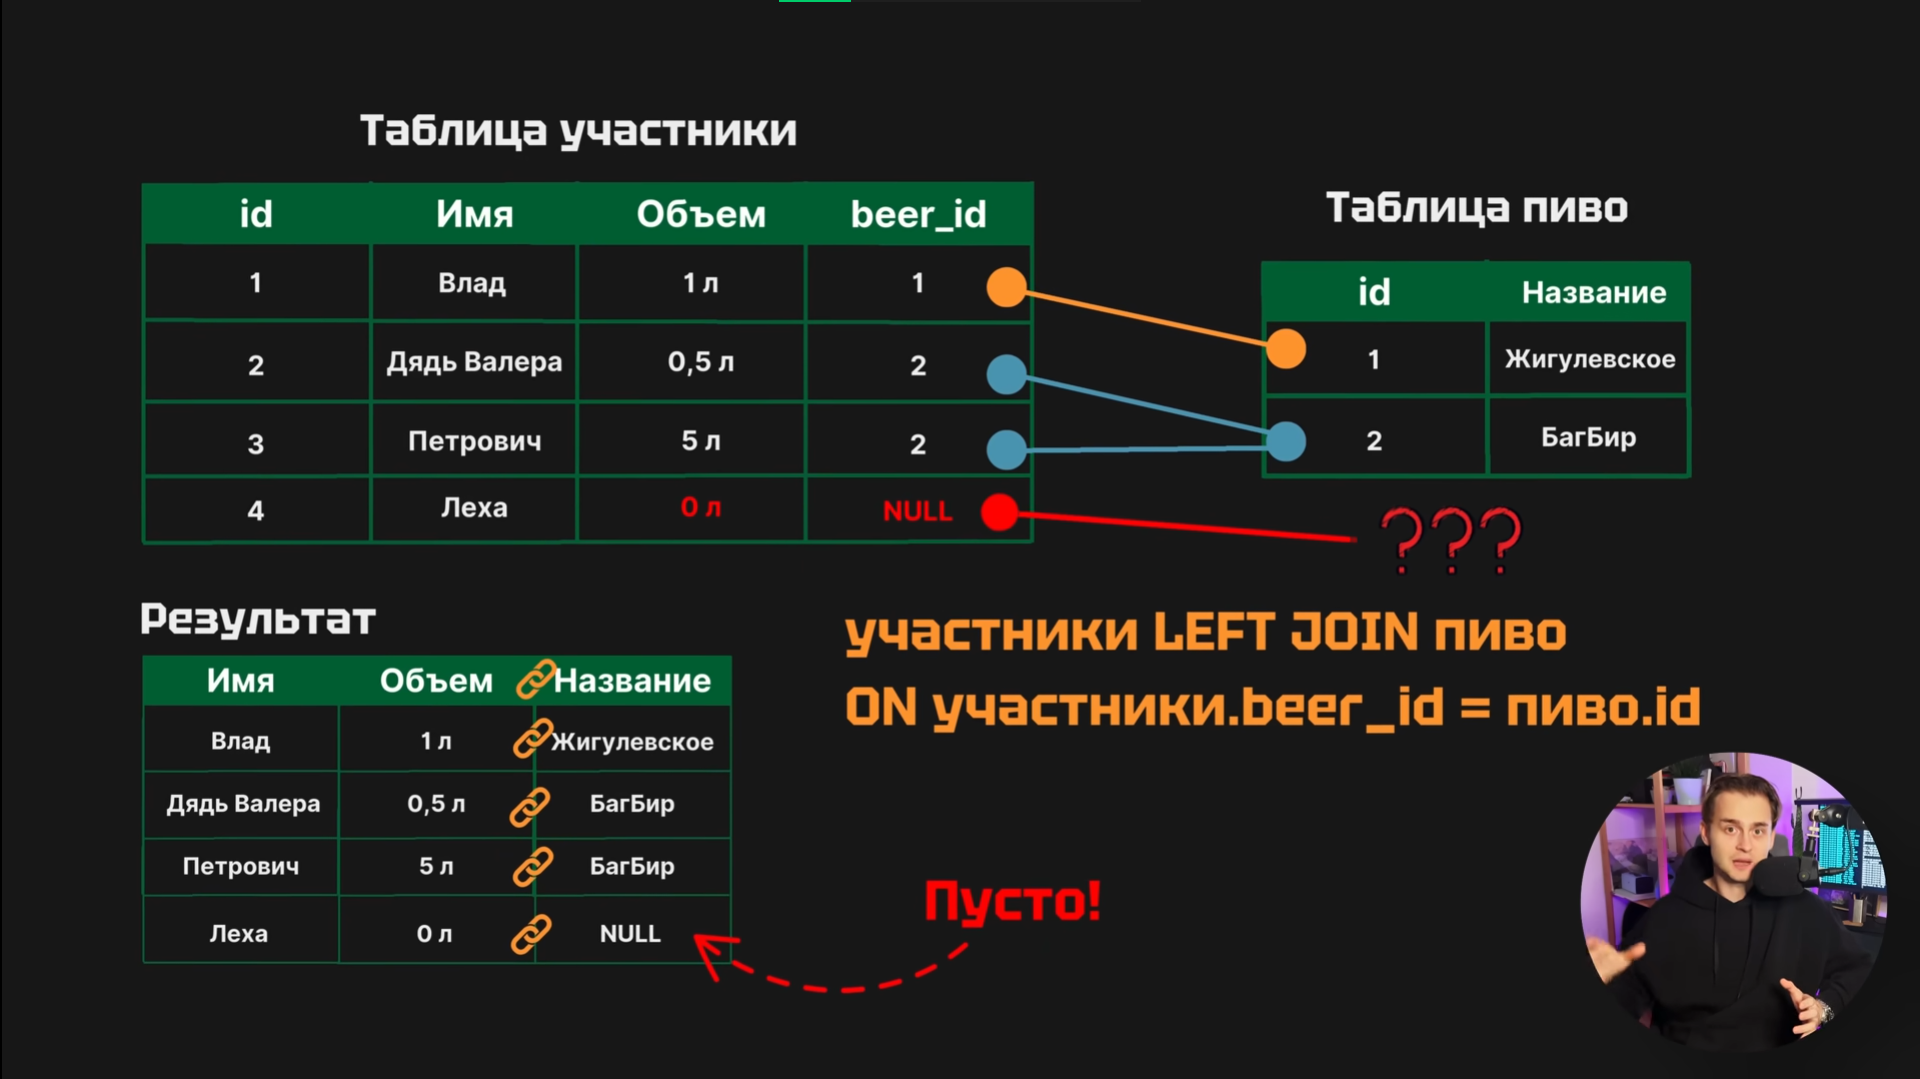 Таблица участники
id Имя Объем beer_id
1 Влад 1 л 1
2 Дядь Валера 0,5 л 2
3 Петрович 5 л 2
4 Леха 0 л NULL
Таблица пиво
id Название
1 Жигулевское
2 БагБир
???
Результат
Имя Объем Название
Влад 1 л Жигулевское
Дядь Валера 0,5 л БагБир
Петрович 5 л БагБир
Леха 0 л NULL
участники LEFT JOIN пиво
ON участники.beer_id = пиво.id
Пусто!